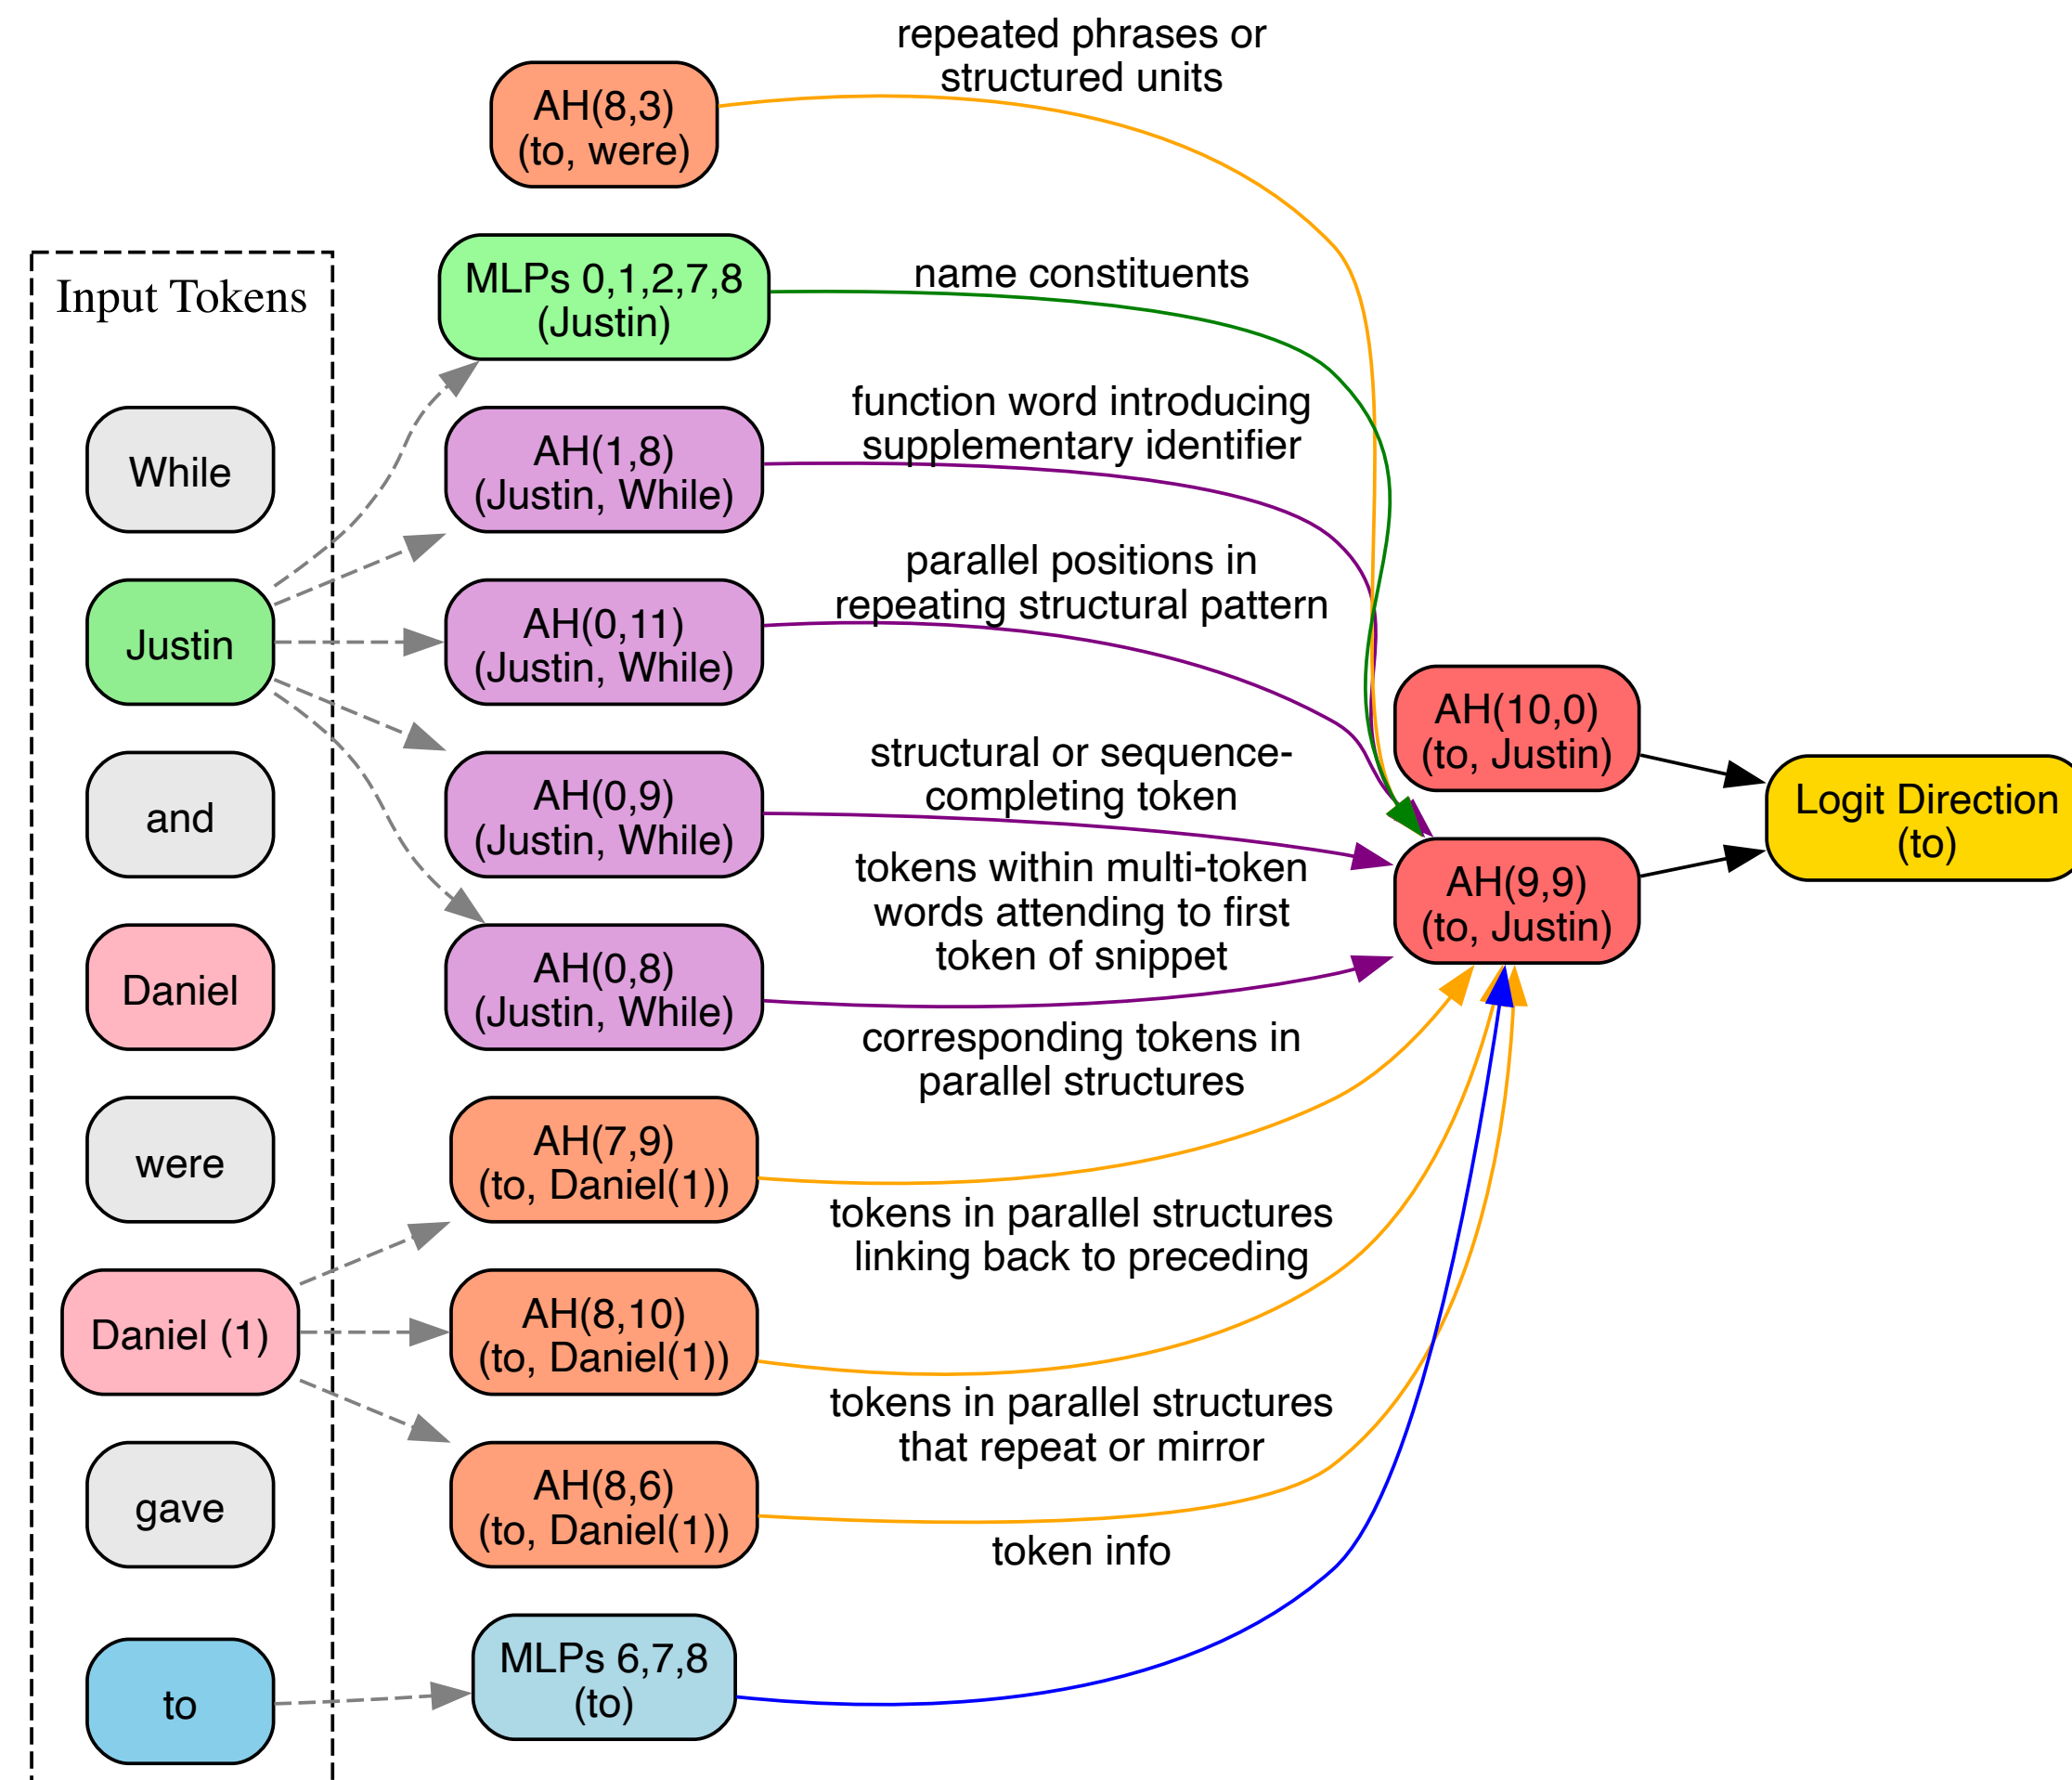 repeated phrases or
structured units
AH(8,3)
(to, were)
Input Tokens
MLPs 0,1,2,7,8
(Justin)
name constituents
While
AH(1,8)
(Justin, While)
function word introducing
supplementary identifier
Justin
AH(0,11)
(Justin, While)
parallel positions in
repeating structural pattern
and
AH(0,9)
(Justin, While)
structural or sequence-
completing token
AH(10,0)
(to, Justin)
Logit Direction
(to)
AH(9,9)
(to, Justin)
Daniel
AH(0,8)
(Justin, While)
tokens within multi-token
words attending to first
token of snippet
were
AH(7,9)
(to, Daniel(1))
corresponding tokens in
parallel structures
Daniel (1)
AH(8,10)
(to, Daniel(1))
tokens in parallel structures
linking back to preceding
gave
AH(8,6)
(to, Daniel(1))
tokens in parallel structures
that repeat or mirror
to
MLPs 6,7,8
(to)
token info